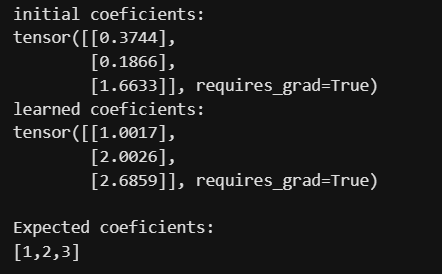 initial coeficients:
tensor([[0.3744],
        [0.1866],
        [1.6633]], requires_grad=True)
learned coeficients:
tensor([[1.0017],
        [2.0026],
        [2.6859]], requires_grad=True)

Expected coeficients:
[1,2,3]